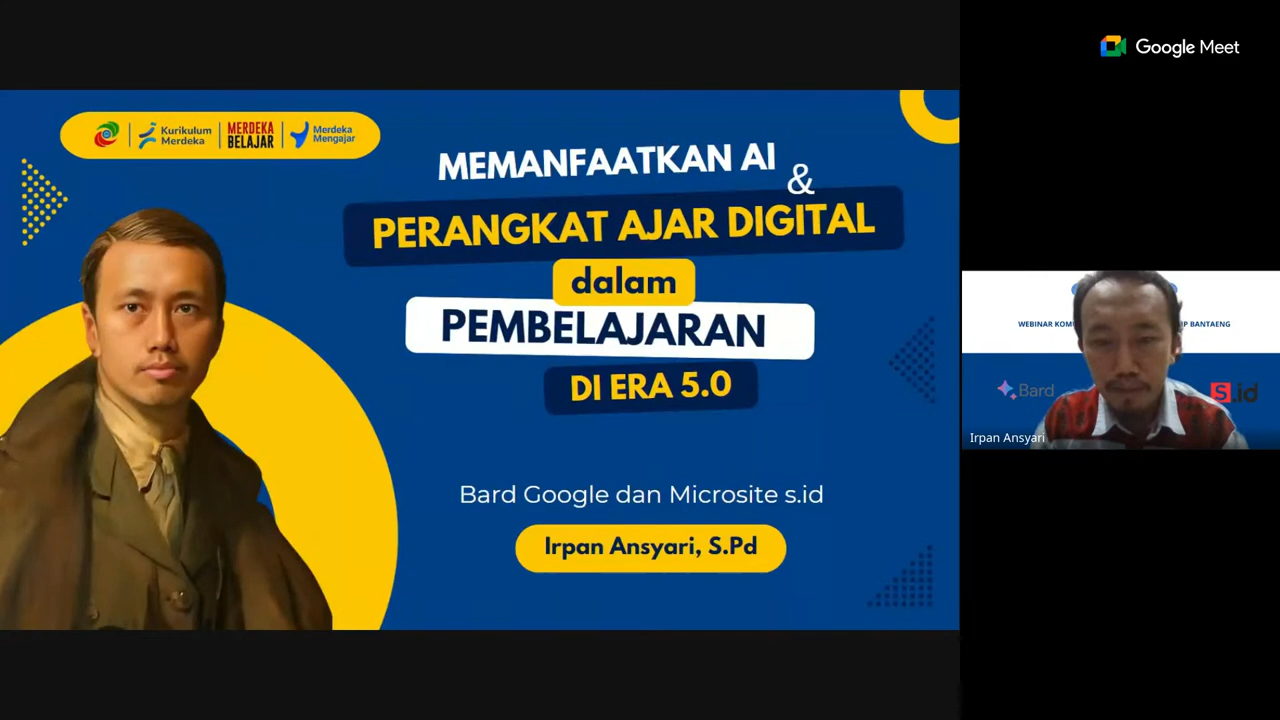 Google Meet
Kurikulum
Merdeka
MERDEKA
BELAJAR
Merdeka
Mengajar
MEMANFAATKAN AI
&
PERANGKAT AJAR DIGITAL
dalam
PEMBELAJARAN
DI ERA 5.0
Bard Google dan Microsite s.id
Irpan Ansyari, S.Pd
WEBINAR
BANTAENG
Bard
s.id
Irpan Ansyari